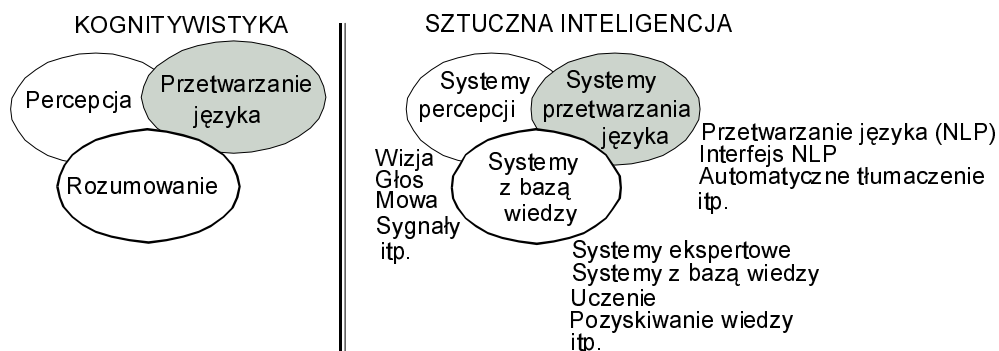 KOGNITYWISTYKA
Percepcja
Przetwarzanie
języka
Rozumowanie
SZTUCZNA INTELIGENCJA
Systemy
percepcji
Systemy
przetwarzania
języka
Systemy
z bazą
wiedzy
Wizja
Głos
Mowa
Sygnały
itp.
Przetwarzanie języka (NLP)
Interfejs NLP
Automatyczne tłumaczenie
itp.
Systemy ekspertowe
Systemy z bazą wiedzy
Uczenie
Pozyskiwanie wiedzy
itp.